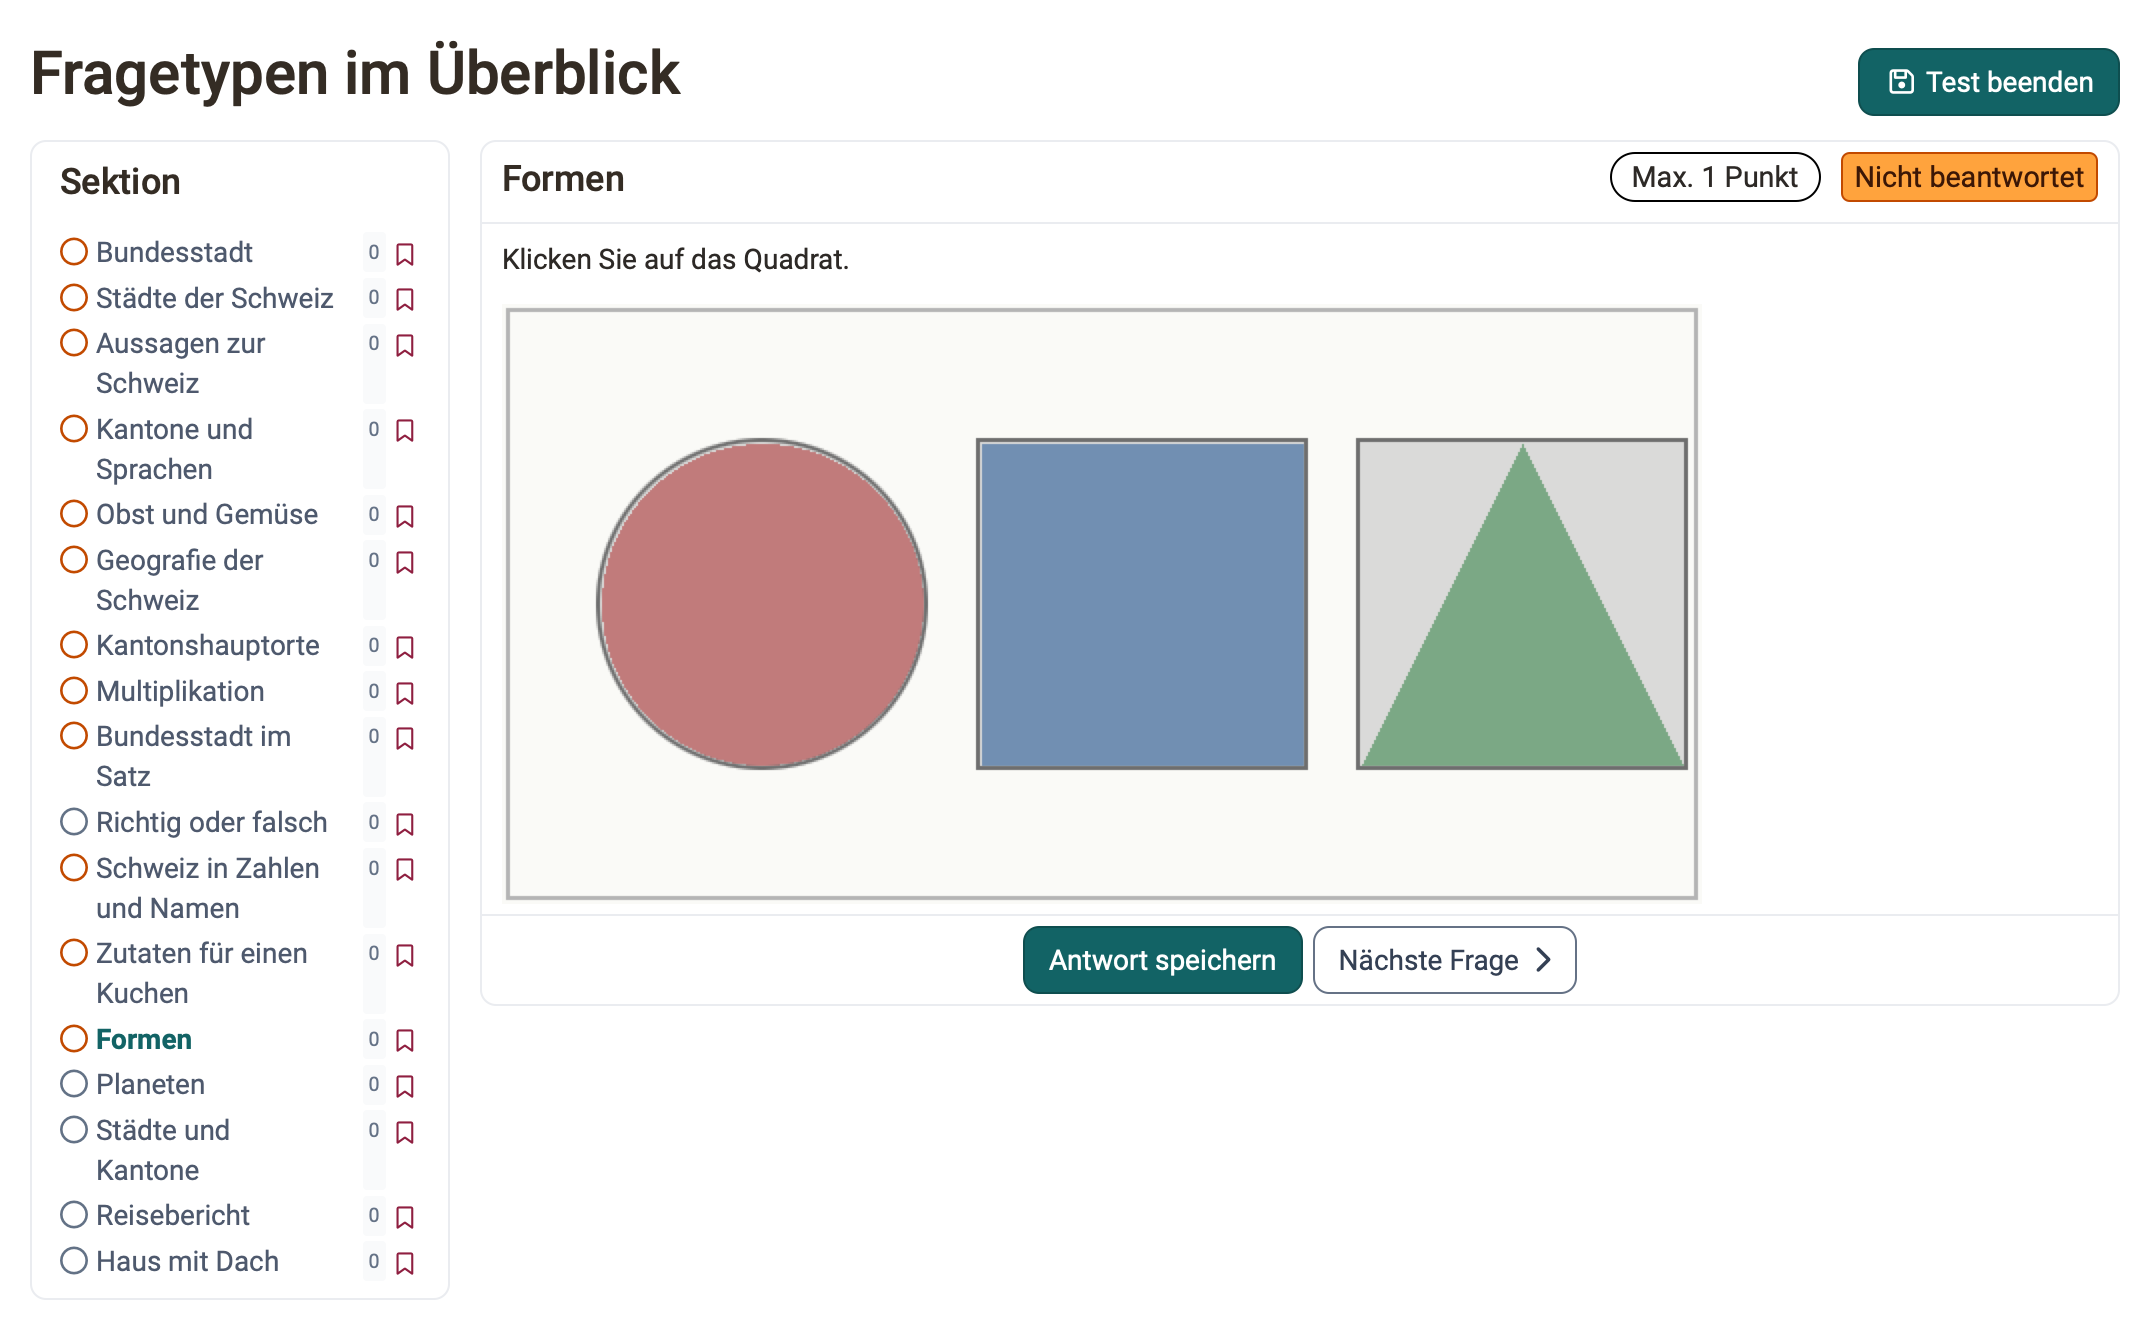 Fragetypen im Überblick
Test beenden
Sektion
Bundesstadt 0
Städte der Schweiz 0
Aussagen zur 0
Schweiz
Kantone und 0
Sprachen
Obst und Gemüse 0
Geografie der 0
Schweiz
Kantonshauptorte 0
Multiplikation 0
Bundesstadt im 0
Satz
Richtig oder falsch 0
Schweiz in Zahlen 0
und Namen
Zutaten für einen 0
Kuchen
Formen 0
Planeten 0
Städte und 0
Kantone
Reisebericht 0
Haus mit Dach 0
Formen
Max. 1 Punkt
Nicht beantwortet
Klicken Sie auf das Quadrat.
Antwort speichern
Nächste Frage